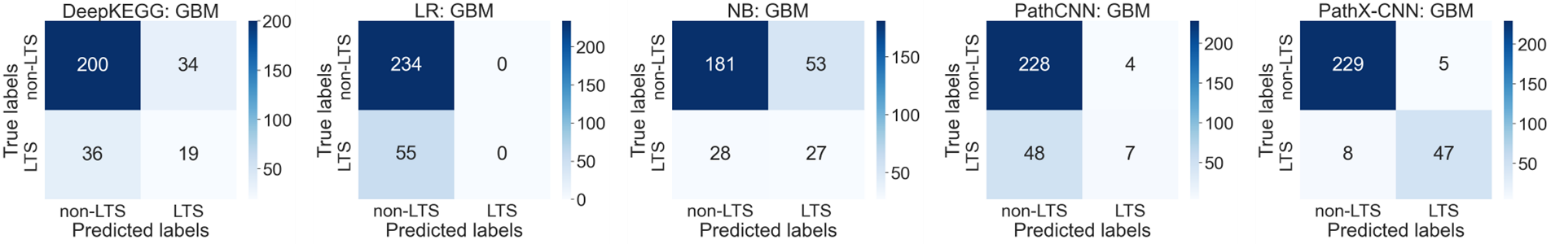 DeepKEGG: GBM
True labels
non-LTS
LTS
200 34
36 19
non-LTS LTS
Predicted labels
200
150
100
50
LR: GBM
True labels
non-LTS
LTS
234 0
55 0
non-LTS LTS
Predicted labels
200
150
100
50
0
NB: GBM
True labels
non-LTS
LTS
181 53
28 27
non-LTS LTS
Predicted labels
150
100
50
PathCNN: GBM
True labels
non-LTS
LTS
228 4
48 7
non-LTS LTS
Predicted labels
200
150
100
50
PathX-CNN: GBM
True labels
non-LTS
LTS
229 5
8 47
non-LTS LTS
Predicted labels
200
150
100
50